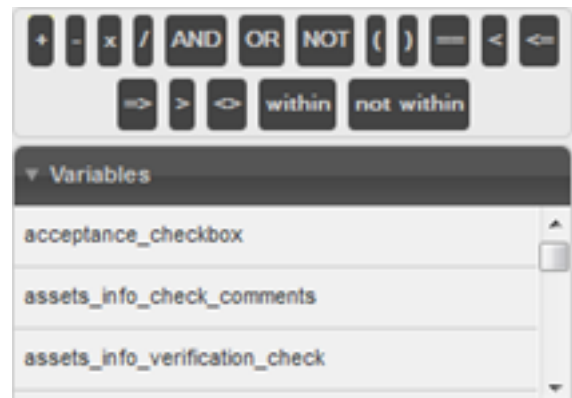 + - x / AND OR NOT ( ) == < <=
=> > <> within not within
Variables
acceptance_checkbox
assets_info_check_comments
assets_info_verification_check